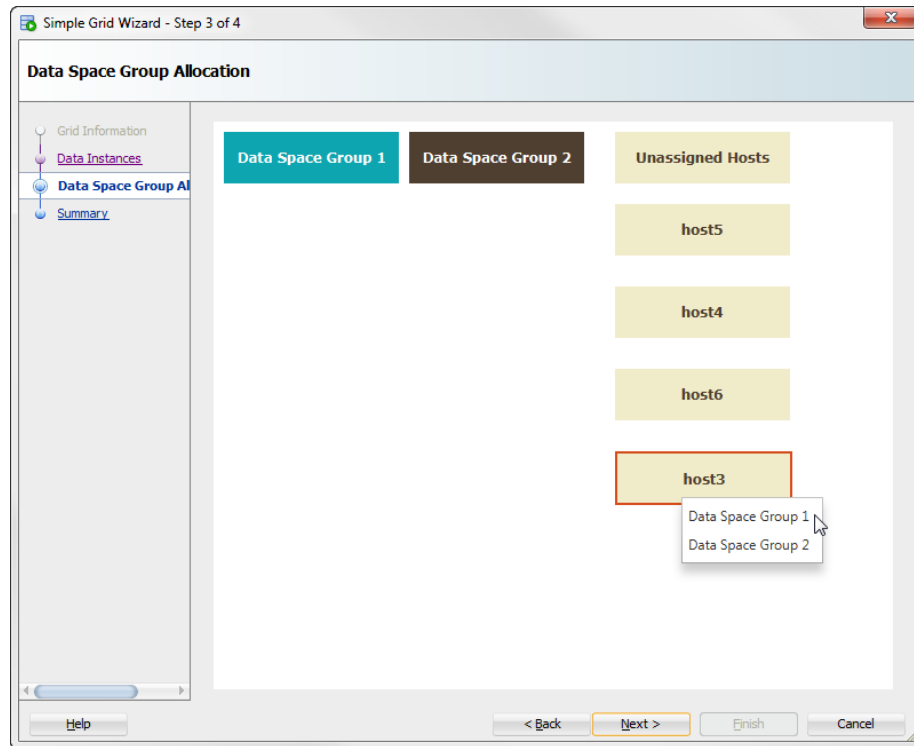 Simple Grid Wizard - Step 3 of 4
Data Space Group Allocation
Grid Information
Data Instances
Data Space Group Al
Summary
Data Space Group 1
Data Space Group 2
Unassigned Hosts
host5
host4
host6
host3
Data Space Group 1
Data Space Group 2
Help
< Back
Next >
Finish
Cancel